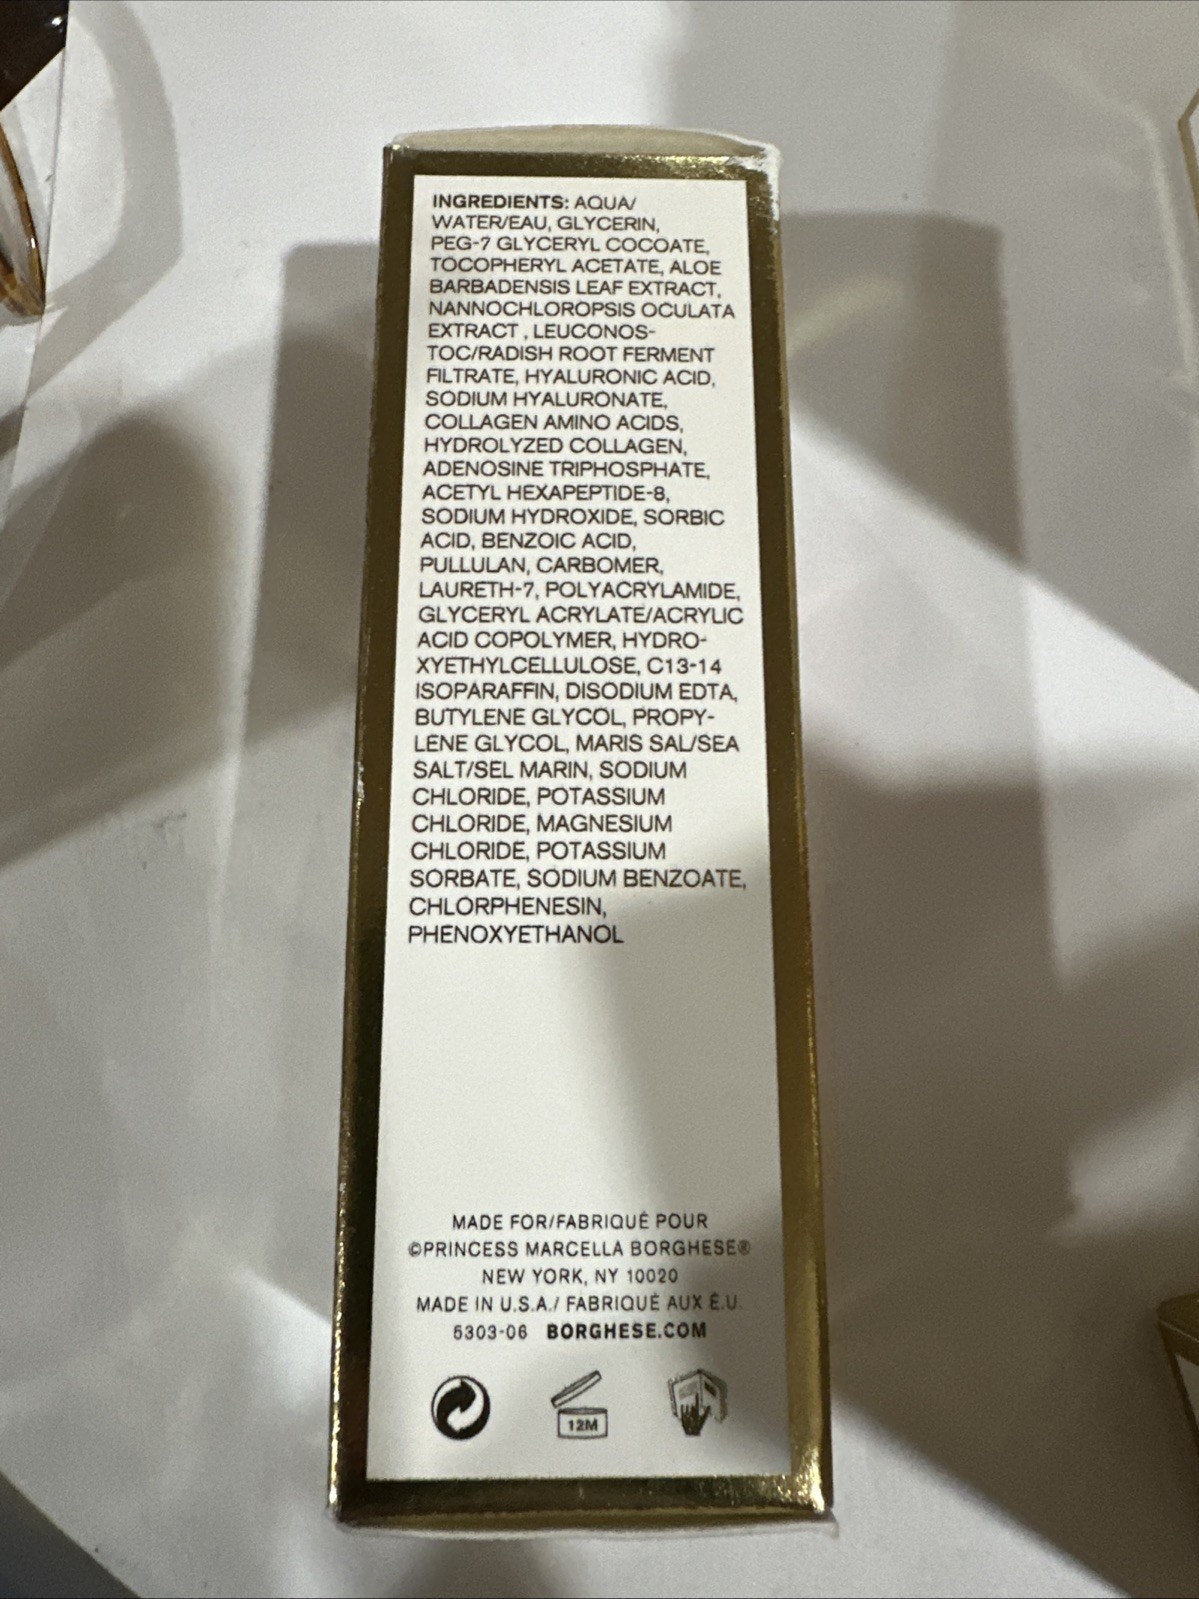 INGREDIENTS: AQUA/
WATER/EAU, GLYCERIN,
PEG-7 GLYCERYL COCOATE,
TOCOPHERYL ACETATE, ALOE
BARBADENSIS LEAF EXTRACT,
NANNOCHLOROPSIS OCULATA
EXTRACT , LEUCONOS-
TOC/RADISH ROOT FERMENT
FILTRATE, HYALURONIC ACID,
SODIUM HYALURONATE,
COLLAGEN AMINO ACIDS,
HYDROLYZED COLLAGEN,
ADENOSINE TRIPHOSPHATE,
ACETYL HEXAPEPTIDE-8,
SODIUM HYDROXIDE, SORBIC
ACID, BENZOIC ACID,
PULLULAN, CARBOMER,
LAURETH-7, POLYACRYLAMIDE,
GLYCERYL ACRYLATE/ACRYLIC
ACID COPOLYMER, HYDRO-
XYETHYLCELLULOSE, C13-14
ISOPARAFFIN, DISODIUM EDTA,
BUTYLENE GLYCOL, PROPY-
LENE GLYCOL, MARIS SAL/SEA
SALT/SEL MARIN, SODIUM
CHLORIDE, POTASSIUM
CHLORIDE, MAGNESIUM
CHLORIDE, POTASSIUM
SORBATE, SODIUM BENZOATE,
CHLORPHENESIN,
PHENOXYETHANOL
MADE FOR/FABRIQUÉ POUR
©PRINCESS MARCELLA BORGHESE®
NEW YORK, NY 10020
MADE IN U.S.A./ FABRIQUÉ AUX É.U.
5303-06 BORGHESE.COM
12M